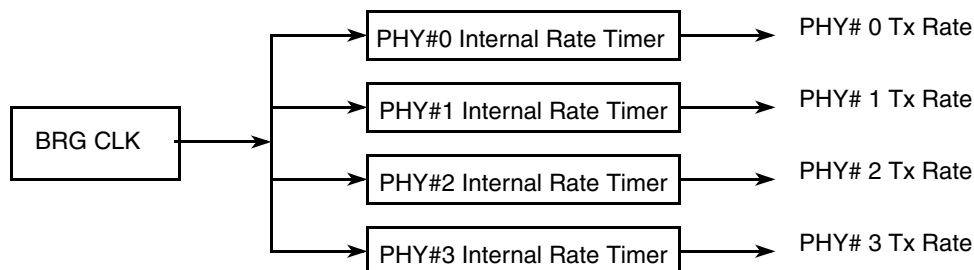 PHY#0 Internal Rate Timer
PHY# 0 Tx Rate
PHY#1 Internal Rate Timer
PHY# 1 Tx Rate
BRG CLK
PHY#2 Internal Rate Timer
PHY# 2 Tx Rate
PHY#3 Internal Rate Timer
PHY# 3 Tx Rate